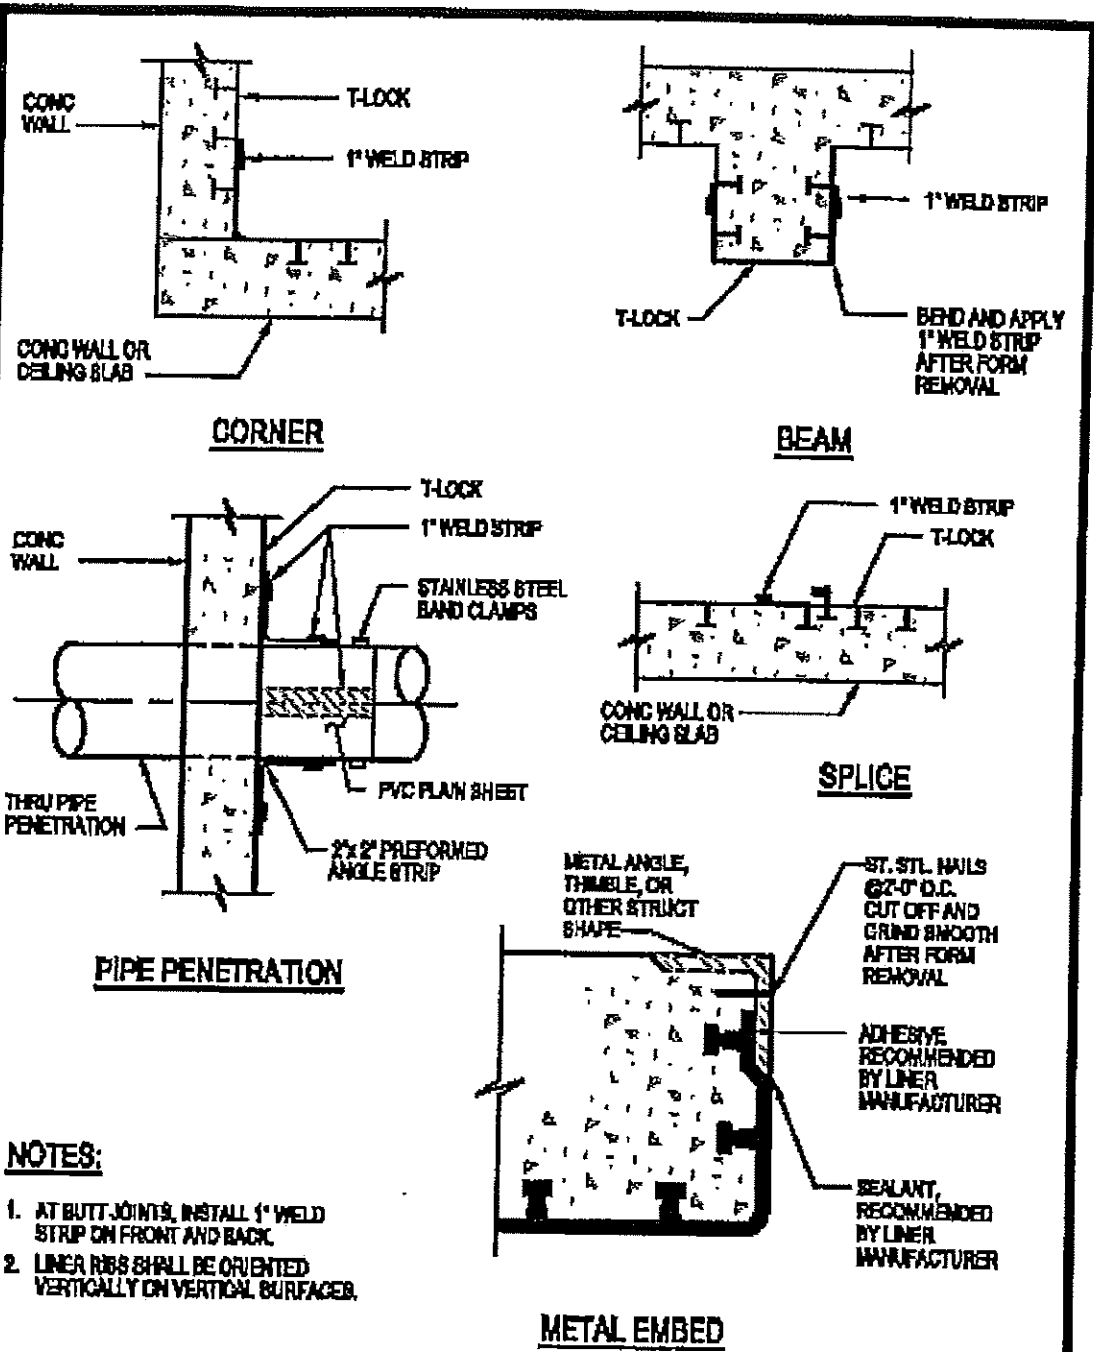 CONC
WALL
T-LOCK
1" WELD STRIP
CONC WALL OR
CEILING SLAB
CORNER
1" WELD STRIP
T-LOCK
BEND AND APPLY
1" WELD STRIP
AFTER FORM
REMOVAL
BEAM
CONC
WALL
T-LOCK
1" WELD STRIP
STAINLESS STEEL
BAND CLAMPS
PVC PLAIN SHEET
THRU PIPE
PENETRATION
2"x 2" PREFORMED
ANGLE STRIP
PIPE PENETRATION
1" WELD STRIP
T-LOCK
CONC WALL OR
CEILING SLAB
SPLICE
METAL ANGLE,
THIMBLE, OR
OTHER STRUCT
SHAPE
ST. STL. NAILS
@2'-0" O.C.
CUT OFF AND
GRIND SMOOTH
AFTER FORM
REMOVAL
ADHESIVE
RECOMMENDED
BY LINER
MANUFACTURER
SEALANT,
RECOMMENDED
BY LINER
MANUFACTURER
METAL EMBED
NOTES:
1. AT BUTT JOINTS, INSTALL 1" WELD
STRIP ON FRONT AND BACK.
2. LINER RIBS SHALL BE ORIENTED
VERTICALLY ON VERTICAL SURFACES.